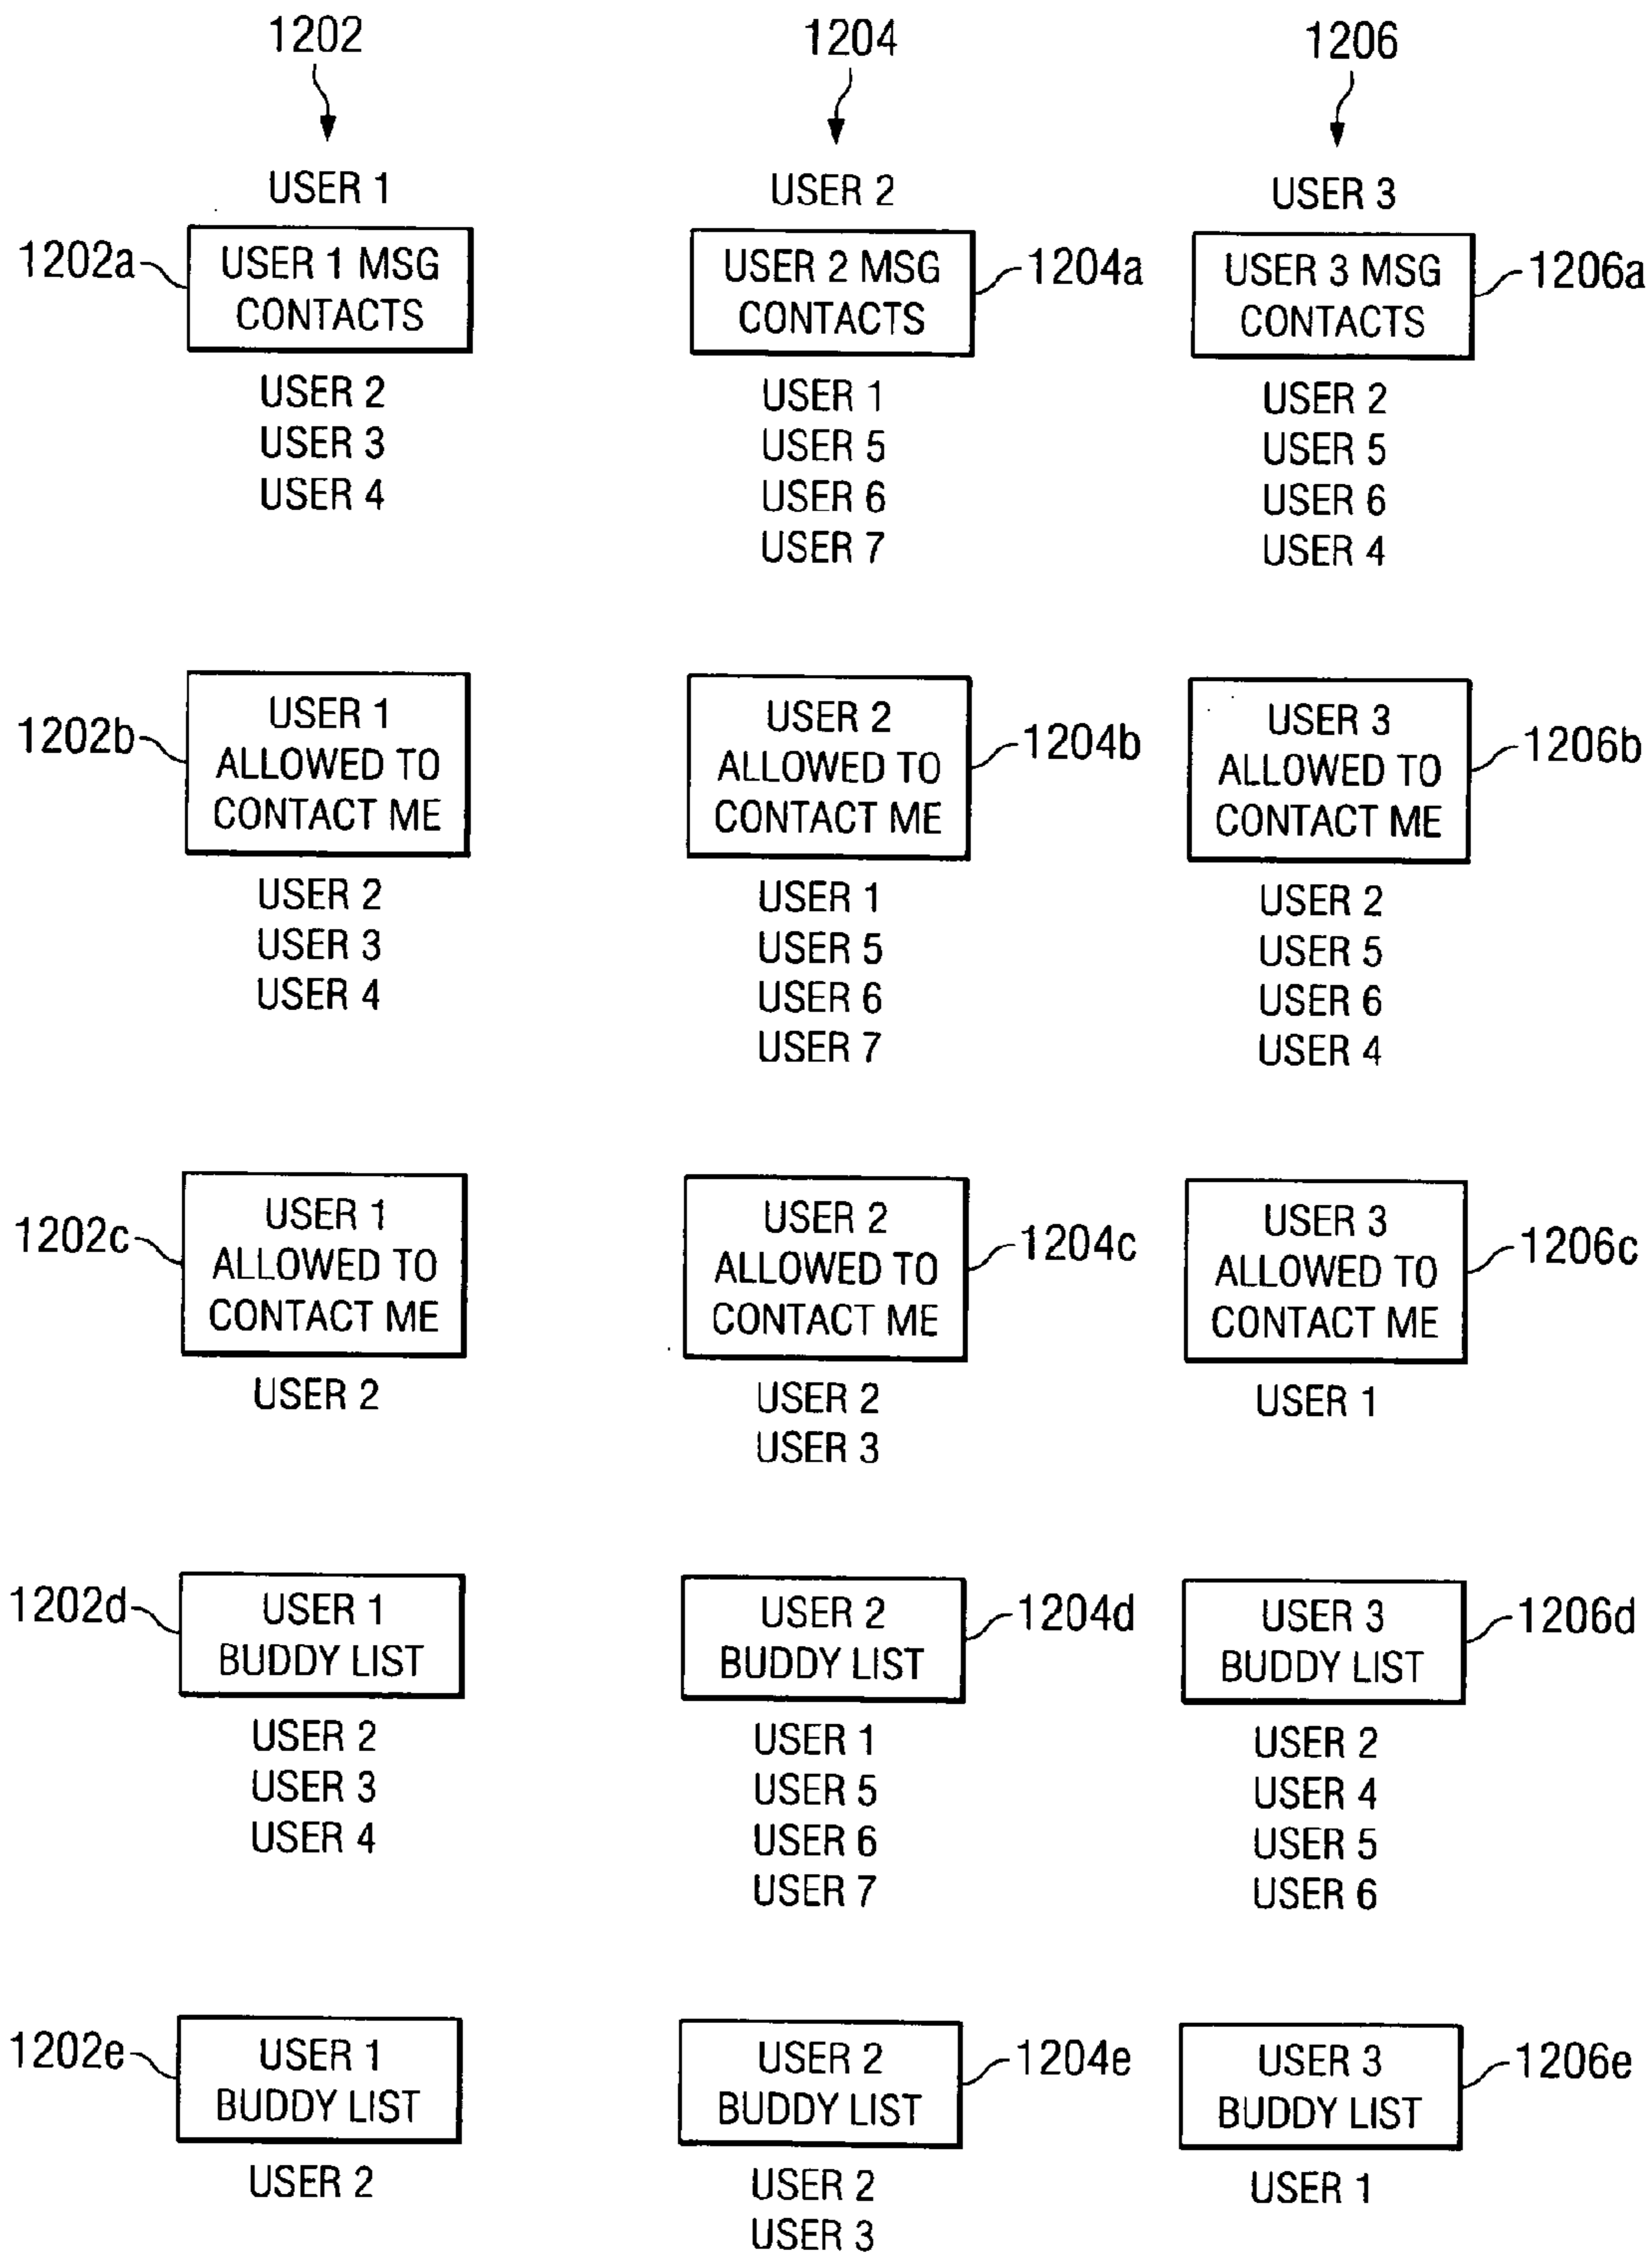 1202
1204
1206
USER 1
USER 2
USER 3
1202a
USER 1 MSG
CONTACTS
USER 2 MSG
CONTACTS
1204a
USER 3 MSG
CONTACTS
1206a
USER 2
USER 3
USER 4
USER 1
USER 5
USER 6
USER 7
USER 2
USER 5
USER 6
USER 4
1202b
USER 1
ALLOWED TO
CONTACT ME
USER 2
ALLOWED TO
CONTACT ME
1204b
USER 3
ALLOWED TO
CONTACT ME
1206b
USER 2
USER 3
USER 4
USER 1
USER 5
USER 6
USER 7
USER 2
USER 5
USER 6
USER 4
1202c
USER 1
ALLOWED TO
CONTACT ME
USER 2
ALLOWED TO
CONTACT ME
1204c
USER 3
ALLOWED TO
CONTACT ME
1206c
USER 2
USER 2
USER 3
USER 1
1202d
USER 1
BUDDY LIST
USER 2
BUDDY LIST
1204d
USER 3
BUDDY LIST
1206d
USER 2
USER 3
USER 4
USER 1
USER 5
USER 6
USER 7
USER 2
USER 4
USER 5
USER 6
1202e
USER 1
BUDDY LIST
USER 2
BUDDY LIST
1204e
USER 3
BUDDY LIST
1206e
USER 2
USER 2
USER 3
USER 1